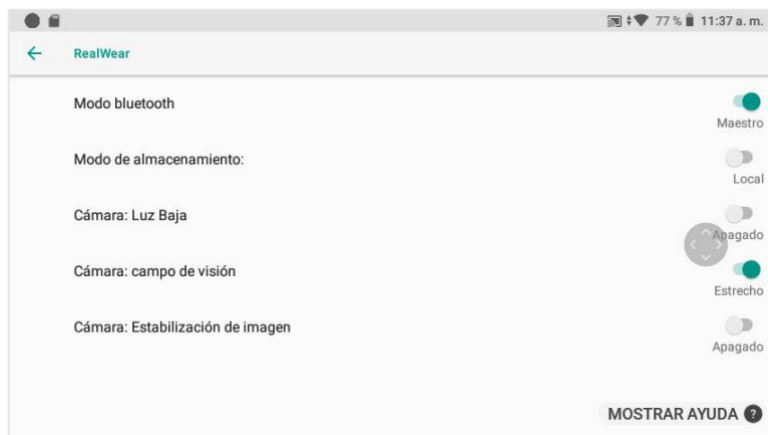 77 % 11:37 a. m.
RealWear
Modo bluetooth
Maestro
Modo de almacenamiento:
Local
Cámara: Luz Baja
Apagado
Cámara: campo de visión
Estrecho
Cámara: Estabilización de imagen
Apagado
MOSTRAR AYUDA ?